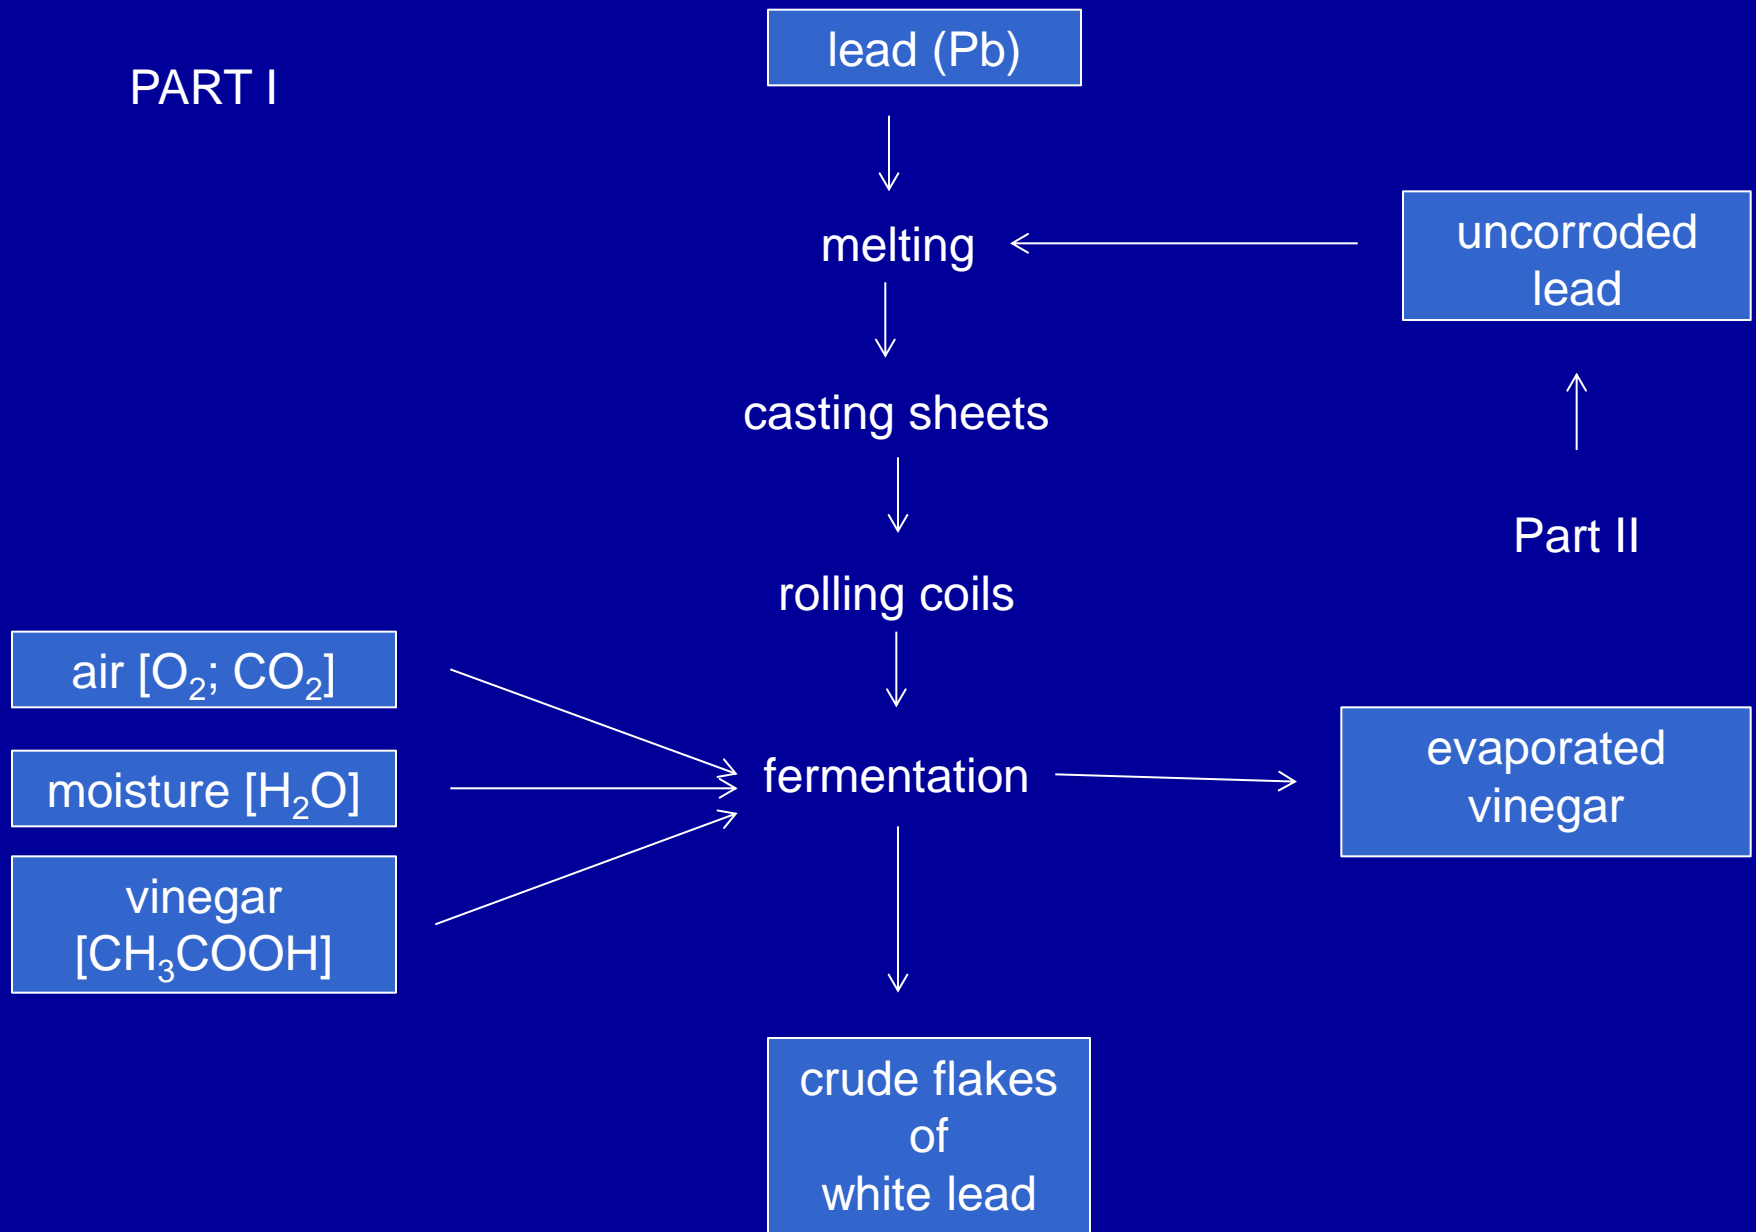 PART I
lead (Pb)
melting
uncorroded
lead
casting sheets
Part II
rolling coils
air [O₂; CO₂]
moisture [H₂O]
vinegar
[CH₃COOH]
fermentation
evaporated
vinegar
crude flakes
of
white lead